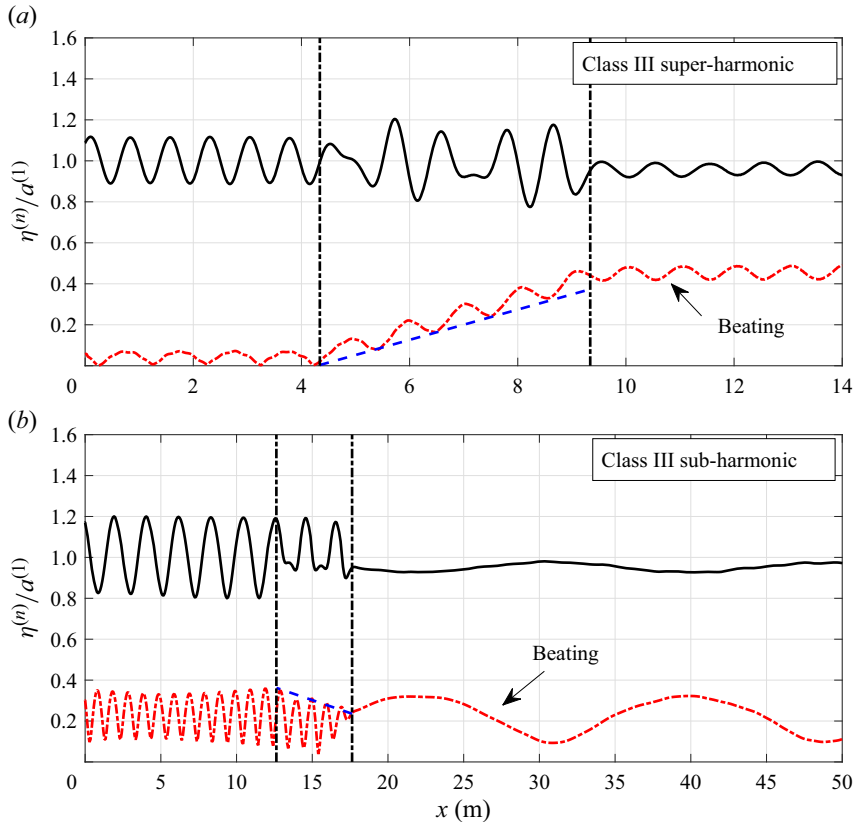 (a)
1.6
1.4
1.2
1.0
0.8
0.6
0.4
0.2
η(n)/a(1)
Class III super-harmonic
Beating
0 2 4 6 8 10 12 14
(b)
1.6
1.4
1.2
1.0
0.8
0.6
0.4
0.2
η(n)/a(1)
Class III sub-harmonic
Beating
0 5 10 15 20 25 30 35 40 45 50
x (m)